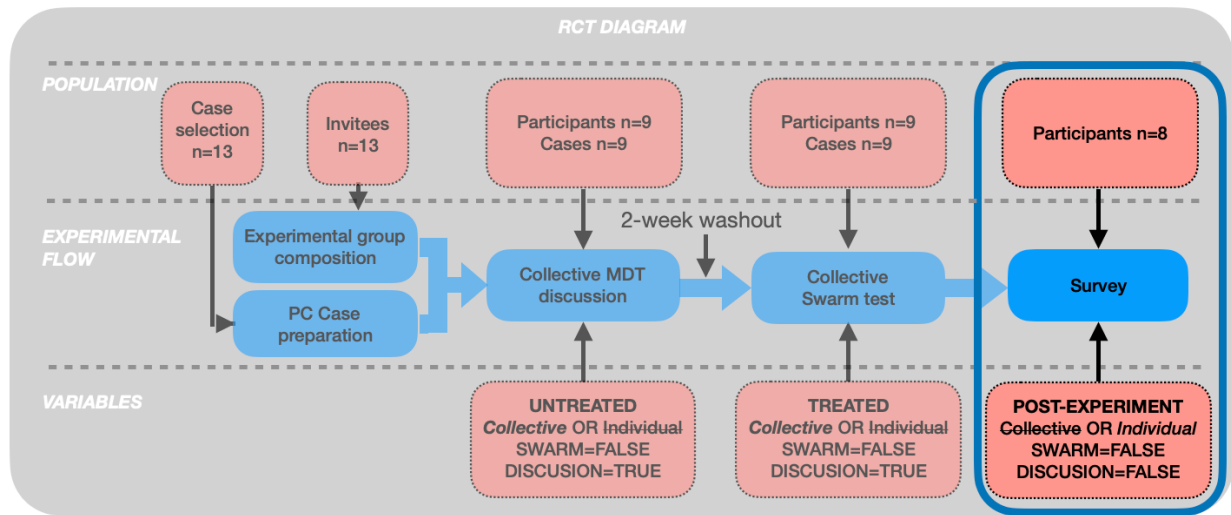 RCT DIAGRAM
POPULATION
Case
selection
n=13
Invitees
n=13
Participants n=9
Cases n=9
Participants n=9
Cases n=9
Participants n=8
EXPERIMENTAL
FLOW
Experimental group
composition
PC Case
preparation
Collective MDT
discussion
2-week washout
Collective
Swarm test
Survey
VARIABLES
UNTREATED
Collective OR Individual
SWARM=FALSE
DISCUSION=TRUE
TREATED
Collective OR Individual
SWARM=FALSE
DISCUSION=TRUE
POST-EXPERIMENT
Collective OR Individual
SWARM=FALSE
DISCUSION=FALSE